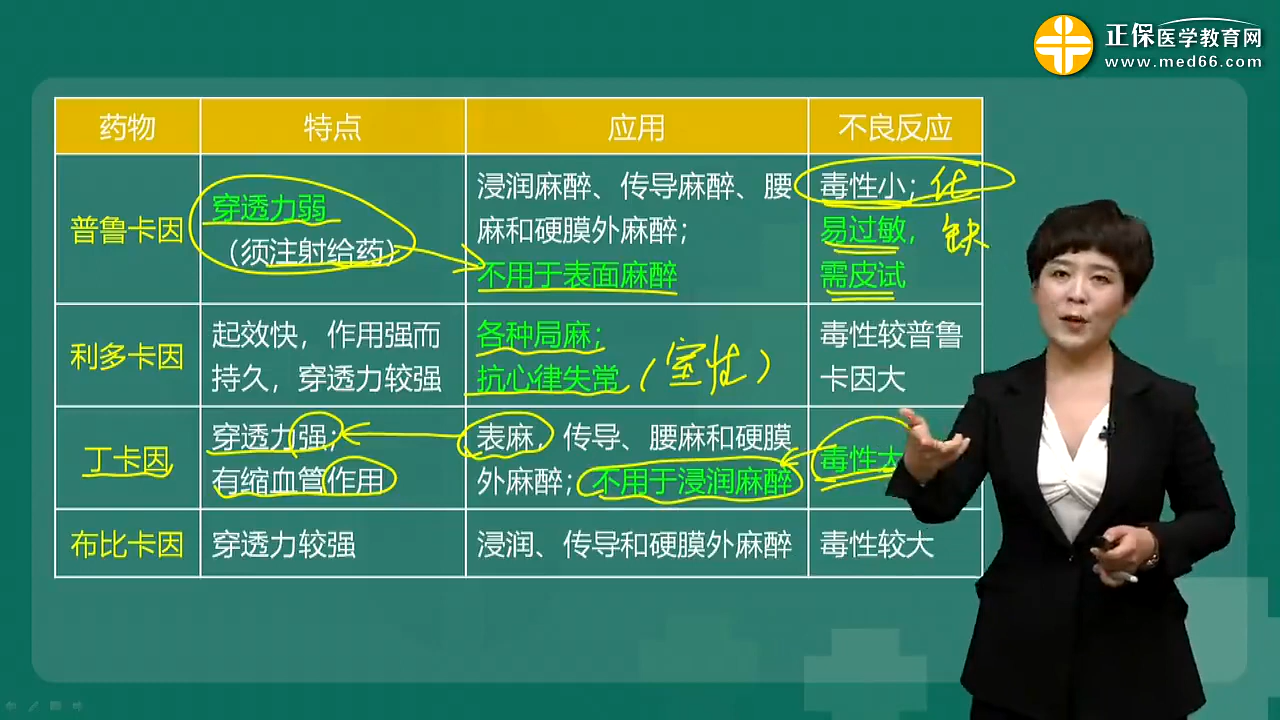 正保医学教育网
www.med66.com
药物
特点
应用
不良反应
普鲁卡因
穿透力弱
（须注射给药）
浸润麻醉、传导麻醉、腰
麻和硬膜外麻醉；
不用于表面麻醉
毒性小；
易过敏，
需皮试
利多卡因
起效快，作用强而
持久，穿透力较强
各种局麻；
抗心律失常
（室性）
毒性较普鲁
卡因大
丁卡因
穿透力强；
有缩血管作用
表麻，传导、腰麻和硬膜
外麻醉；不用于浸润麻醉
毒性大
布比卡因
穿透力较强
浸润、传导和硬膜外麻醉
毒性较大